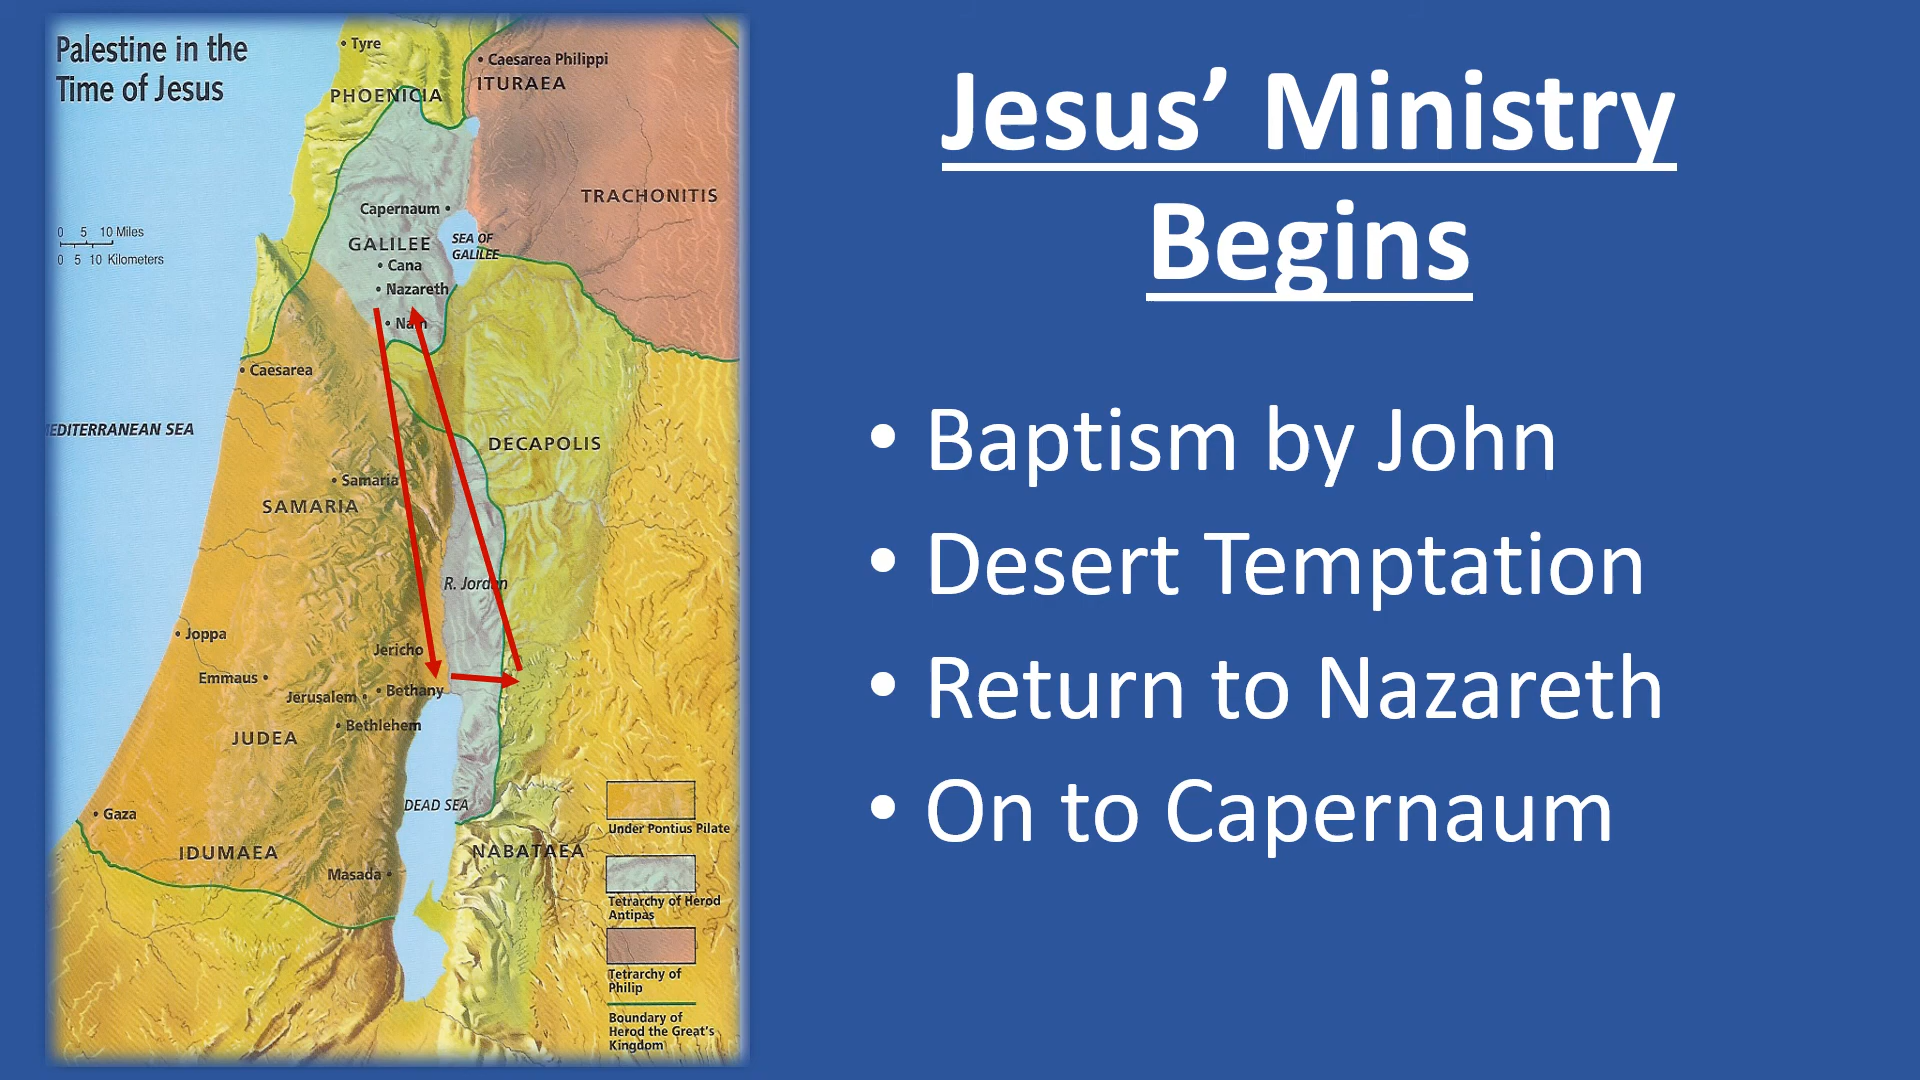 Palestine in the
Time of Jesus
• Tyre
• Caesarea Philippi
ITURAEA
PHOENICIA
TRACHONITIS
Capernaum •
0 5 10 Miles
0 5 10 Kilometers
GALILEE
SEA OF
GALILEE
• Cana
• Nazareth
• Nain
• Caesarea
EDITERRANEAN SEA
DECAPOLIS
• Samaria
SAMARIA
R. Jordan
• Joppa
Jericho
Emmaus •
Jerusalem •
• Bethany
• Bethlehem
JUDEA
DEAD SEA
• Gaza
IDUMAEA
NABATAEA
Masada •
Under Pontius Pilate
Tetrarchy of Herod
Antipas
Tetrarchy of
Philip
Boundary of
Herod the Great's
Kingdom
Jesus’ Ministry
Begins
• Baptism by John
• Desert Temptation
• Return to Nazareth
• On to Capernaum